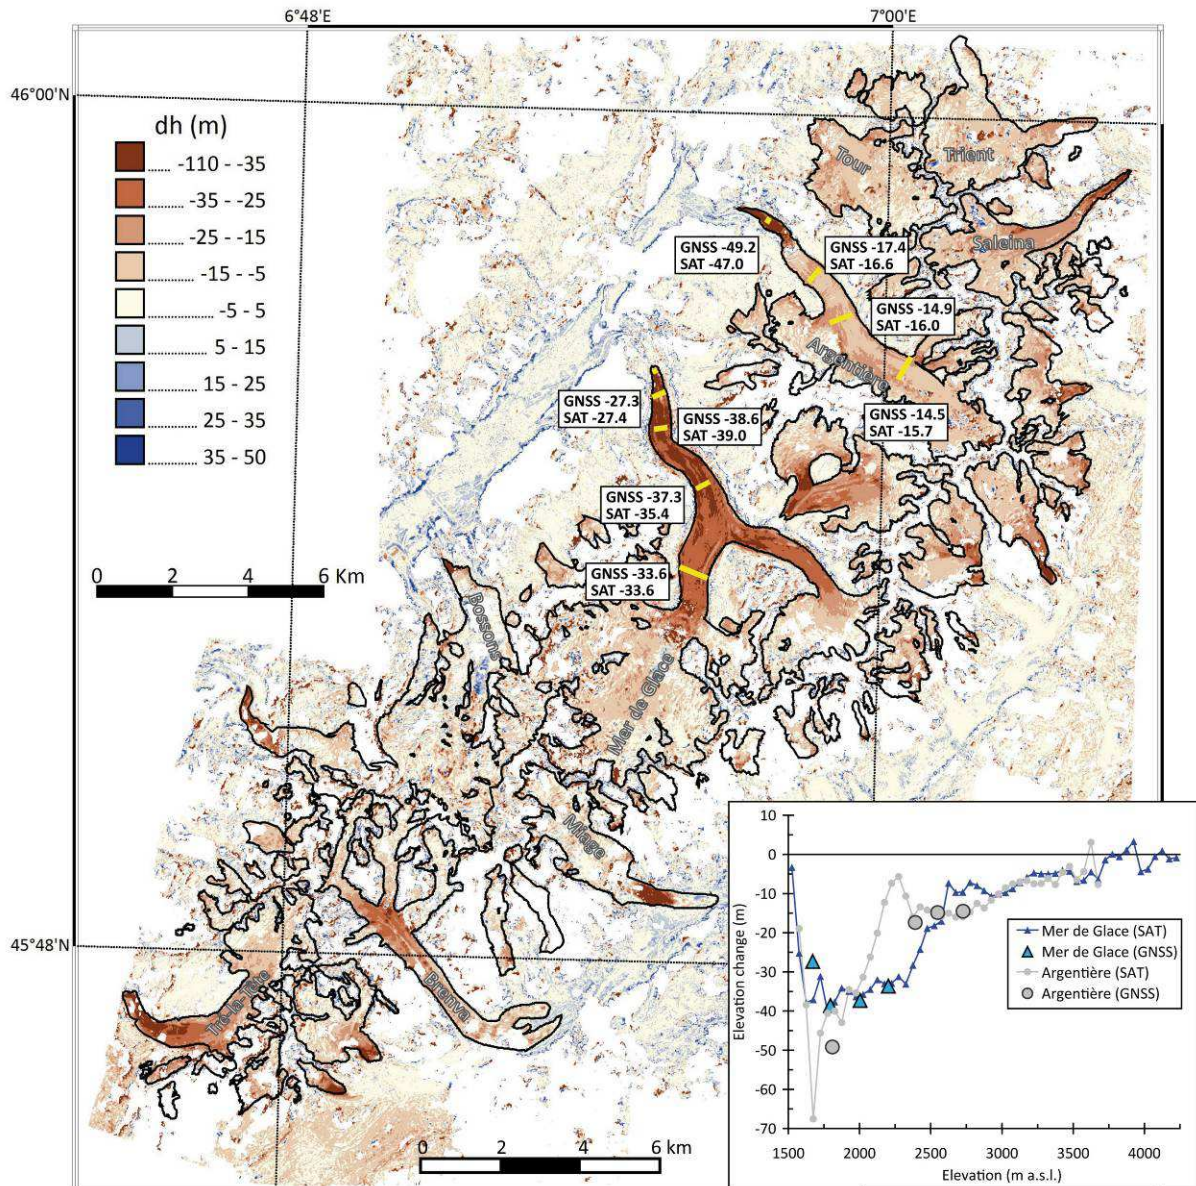 6°48'E
7°00'E
46°00'N
dh (m)
-110 - -35
-35 - -25
-25 - -15
-15 - -5
-5 - 5
5 - 15
15 - 25
25 - 35
35 - 50
0 2 4 6 Km
Tour
Trient
Saleina
GNSS -49.2
SAT -47.0
GNSS -17.4
SAT -16.6
GNSS -14.9
SAT -16.0
Argentière
GNSS -14.5
SAT -15.7
GNSS -27.3
SAT -27.4
GNSS -38.6
SAT -39.0
GNSS -37.3
SAT -35.4
GNSS -33.6
SAT -33.6
Bossons
Mer de Glace
Miage
45°48'N
Brenva
Tré-la-Tête
0 2 4 6 km
Elevation change (m)
10
0
-10
-20
-30
-40
-50
-60
-70
Mer de Glace (SAT)
Mer de Glace (GNSS)
Argentière (SAT)
Argentière (GNSS)
1500 2000 2500 3000 3500 4000
Elevation (m a.s.l.)